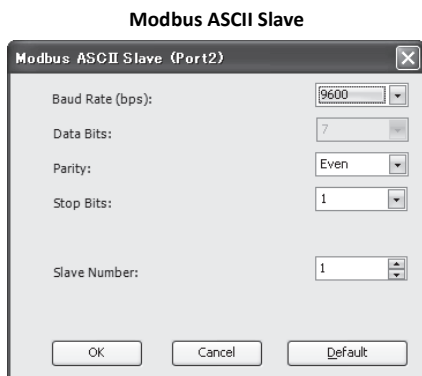 Modbus ASCII Slave
Modbus ASCII Slave (Port2)
Baud Rate (bps): 9600
Data Bits: 7
Parity: Even
Stop Bits: 1
Slave Number: 1
OK Cancel Default